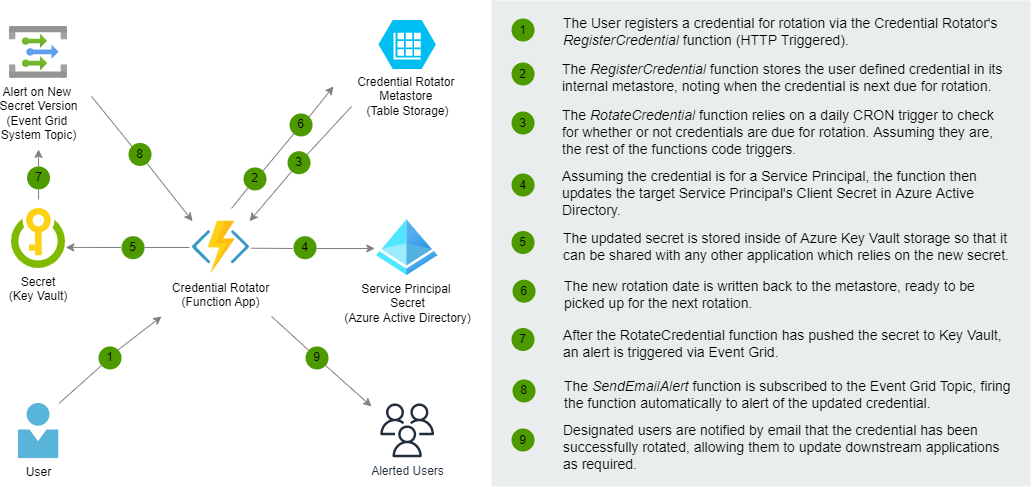 Alert on New
Secret Version
(Event Grid
System Topic)
Credential Rotator
Metastore
(Table Storage)
6
8
3
2
7
5
4
Secret
(Key Vault)
Credential Rotator
(Function App)
Service Principal
Secret
(Azure Active Directory)
1
9
User
Alerted Users
1
The User registers a credential for rotation via the Credential Rotator's
RegisterCredential function (HTTP Triggered).
2
The RegisterCredential function stores the user defined credential in its
internal metastore, noting when the credential is next due for rotation.
3
The RotateCredential function relies on a daily CRON trigger to check
for whether or not credentials are due for rotation. Assuming they are,
the rest of the functions code triggers.
4
Assuming the credential is for a Service Principal, the function then
updates the target Service Principal's Client Secret in Azure Active
Directory.
5
The updated secret is stored inside of Azure Key Vault storage so that it
can be shared with any other application which relies on the new secret.
6
The new rotation date is written back to the metastore, ready to be
picked up for the next rotation.
7
After the RotateCredential function has pushed the secret to Key Vault,
an alert is triggered via Event Grid.
8
The SendEmailAlert function is subscribed to the Event Grid Topic, firing
the function automatically to alert of the updated credential.
9
Designated users are notified by email that the credential has been
successfully rotated, allowing them to update downstream applications
as required.